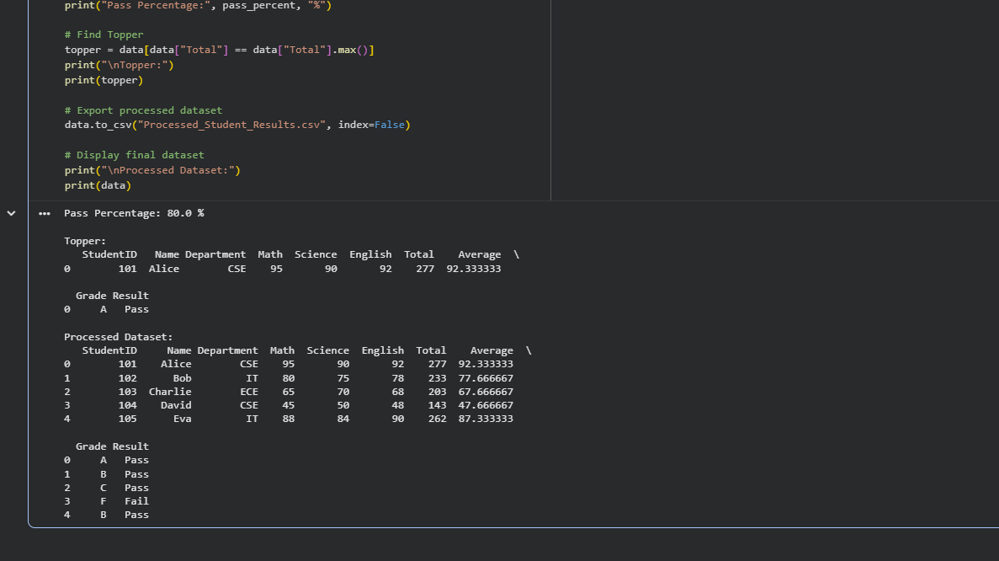 print("Pass Percentage:", pass_percent, "%")
# Find Topper
topper = data[data["Total"] == data["Total"].max()]
print("\nTopper:")
print(topper)
# Export processed dataset
data.to_csv("Processed_Student_Results.csv", index=False)
# Display final dataset
print("\nProcessed Dataset:")
print(data)
Pass Percentage: 80.0 %
Topper:
   StudentID   Name Department  Math  Science  English  Total    Average  \
0        101  Alice        CSE    95       90       92    277  92.333333
  Grade Result
0     A   Pass
Processed Dataset:
   StudentID     Name Department  Math  Science  English  Total    Average  \
0        101    Alice        CSE    95       90       92    277  92.333333
1        102      Bob         IT    80       75       78    233  77.666667
2        103  Charlie        ECE    65       70       68    203  67.666667
3        104    David        CSE    45       50       48    143  47.666667
4        105      Eva         IT    88       84       90    262  87.333333
  Grade Result
0     A   Pass
1     B   Pass
2     C   Pass
3     F   Fail
4     B   Pass